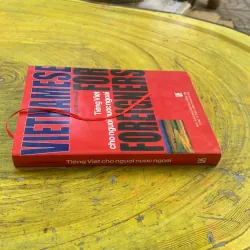 VIETNAMESE
FOR
FOREIGNERS
Tiếng Việt
cho người nước ngoài
Tiếng Việt cho người nước ngoài